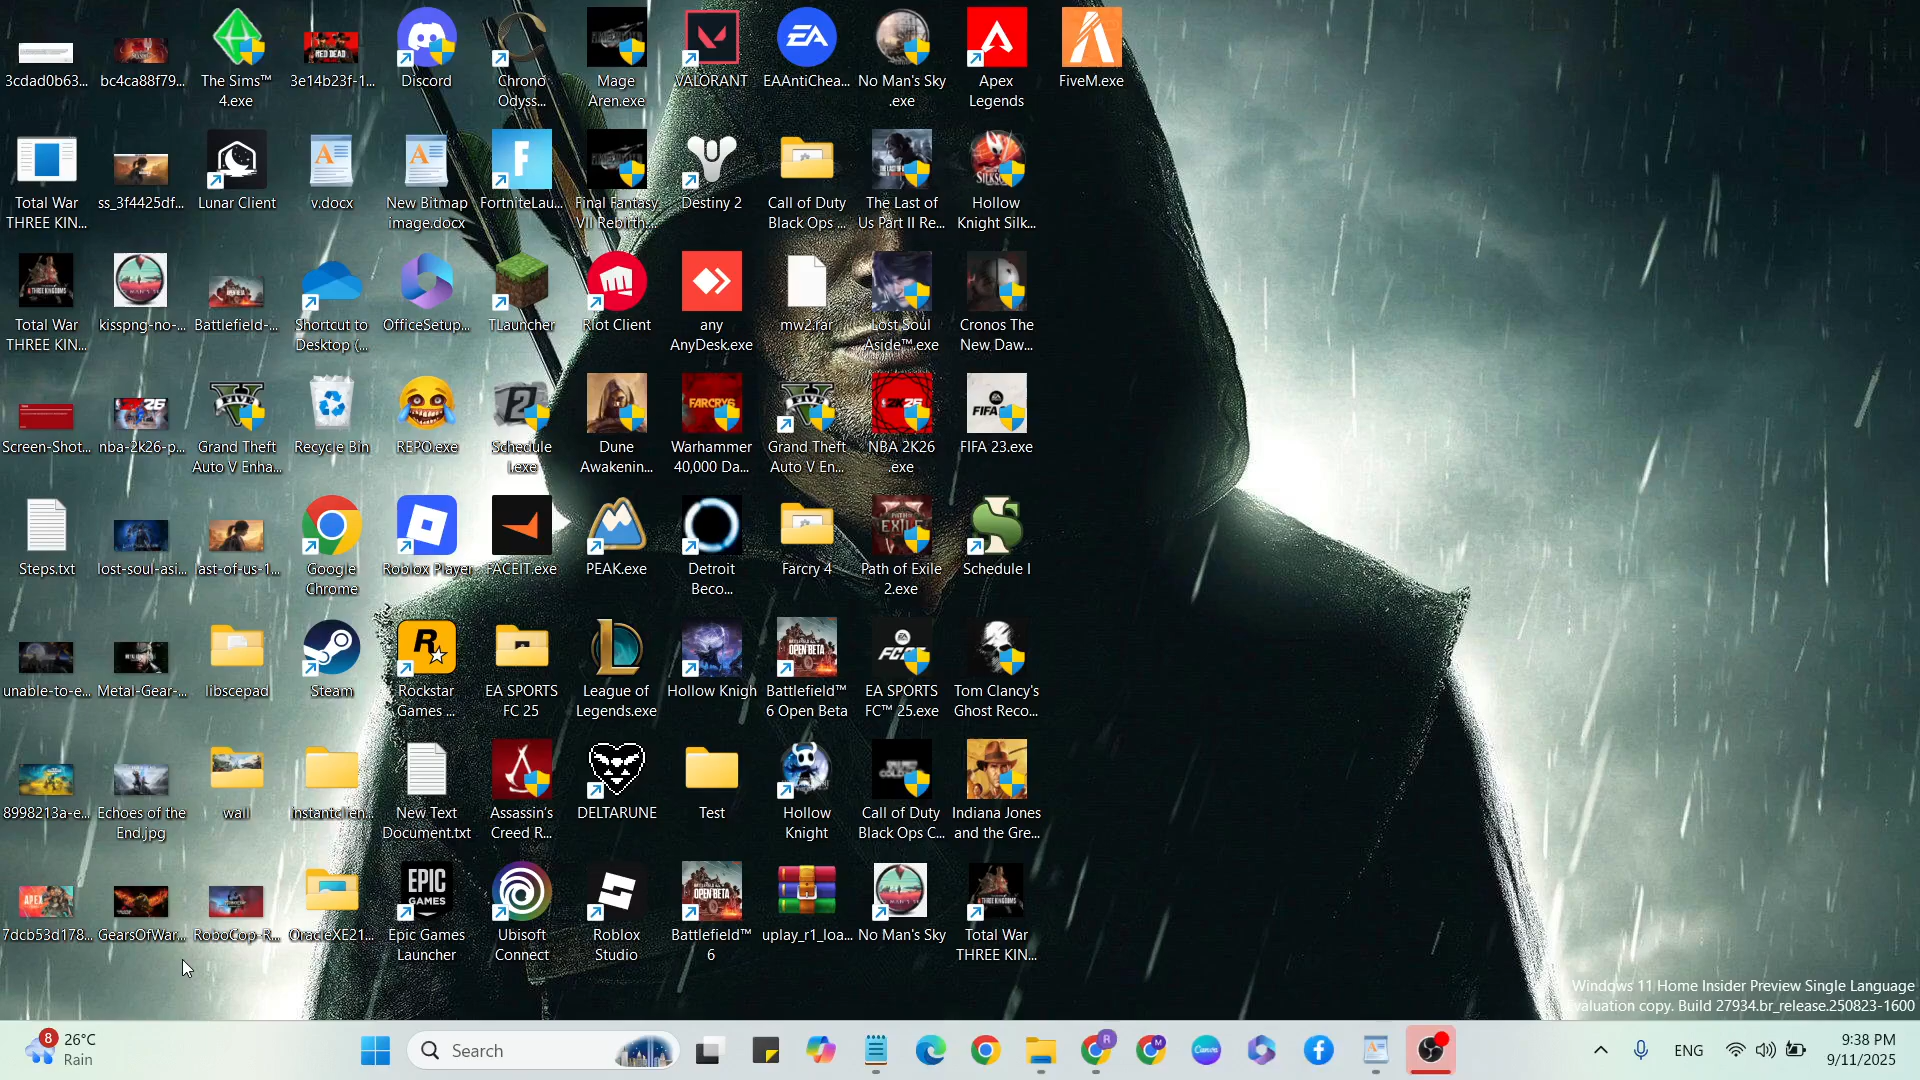 3cdad0b63...
bc4ca88f79...
The Sims™
4.exe
3e14b23f-1...
Discord
Chrono
Odyss...
Mage
Aren.exe
VALORANT
EAAntiChea...
No Man's Sky
.exe
Apex
Legends
FiveM.exe
Total War
THREE KIN...
ss_3f4425df...
Lunar Client
v.docx
New Bitmap
image.docx
FortniteLau...
Final Fantasy
VII Rebirth....
Destiny 2
Call of Duty
Black Ops ...
The Last of
Us Part II Re...
Hollow
Knight Silk...
Total War
THREE KIN...
kisspng-no-...
Battlefield-...
Shortcut to
Desktop (...
OfficeSetup...
TLauncher
Riot Client
any
AnyDesk.exe
mw2.rar
Lost Soul
Aside™.exe
Cronos The
New Daw...
Screen-Shot...
nba-2k26-p...
Grand Theft
Auto V Enha...
Recycle Bin
REPO.exe
Schedule
I.exe
Dune
Awakenin...
Warhammer
40,000 Da...
Grand Theft
Auto V En...
NBA 2K26
.exe
FIFA 23.exe
Steps.txt
lost-soul-asi...
last-of-us-1...
Google
Chrome
Roblox Player
FACEIT.exe
PEAK.exe
Detroit
Beco...
Farcry 4
Path of Exile
2.exe
Schedule I
unable-to-e...
Metal-Gear-...
libscepad
Steam
Rockstar
Games ...
EA SPORTS
FC 25
League of
Legends.exe
Hollow Knigh
Battlefield™
6 Open Beta
EA SPORTS
FC™ 25.exe
Tom Clancy's
Ghost Reco...
8998213a-e...
Echoes of the
End.jpg
wall
instantclien...
New Text
Document.txt
Assassin's
Creed R...
DELTARUNE
Test
Hollow
Knight
Call of Duty
Black Ops C...
Indiana Jones
and the Gre...
7dcb53d178...
GearsOfWar...
RoboCop-R...
OracleXE21...
Epic Games
Launcher
Ubisoft
Connect
Roblox
Studio
Battlefield™
6
uplay_r1_loa...
No Man's Sky
Total War
THREE KIN...
Windows 11 Home Insider Preview Single Language
Evaluation copy. Build 27934.br_release.250823-1600
8
26°C
Rain
Search
ENG
9:38 PM
9/11/2025